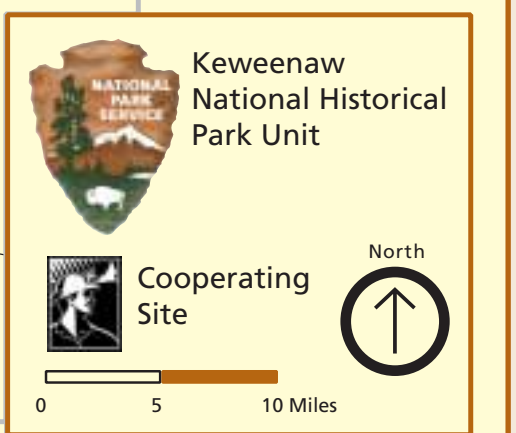 NATIONAL
PARK
SERVICE
Keweenaw
National Historical
Park Unit
Cooperating
Site
North
0 5 10 Miles